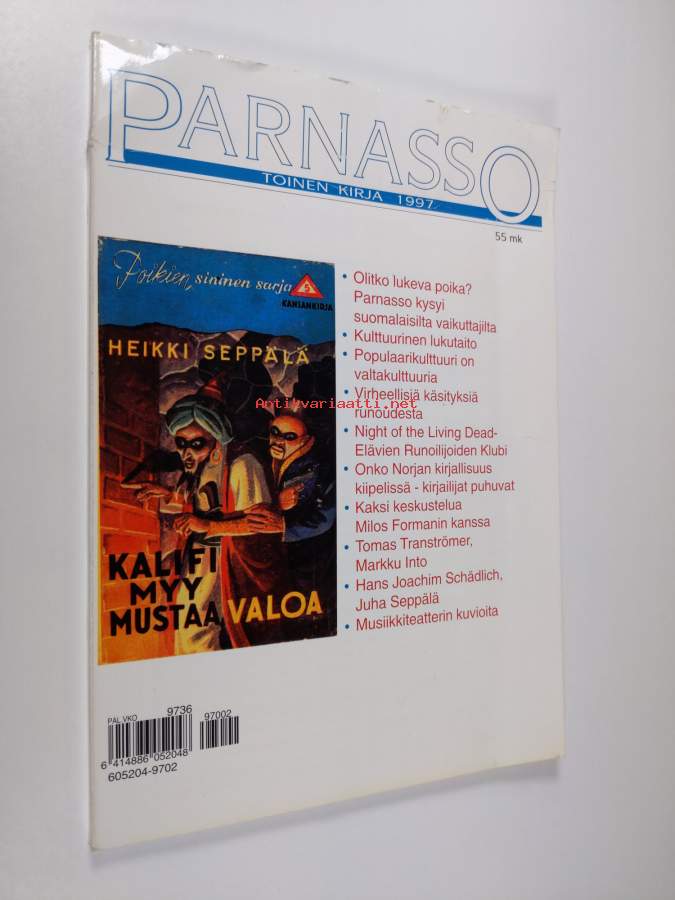 PARNASSO
TOINEN KIRJA 1997
55 mk
Poikien sininen sarja
KANSANKIRJA
HEIKKI SEPPÄLÄ
KALIFI
MYY
MUSTAA VALOA
• Olitko lukeva poika?
Parnasso kysyi
suomalaisilta vaikuttajilta
• Kulttuurinen lukutaito
• Populaarikulttuuri on
valtakulttuuria
• Virheellisiä käsityksiä
runoudesta
• Night of the Living Dead-
Elävien Runoilijoiden Klubi
• Onko Norjan kirjallisuus
kiipelissä - kirjailijat puhuvat
• Kaksi keskustelua
Milos Formanin kanssa
• Tomas Tranströmer,
Markku Into
• Hans Joachim Schädlich,
Juha Seppälä
• Musiikkiteatterin kuvioita
Antikvariaatti.net
PAL.VKO 9736 97002
6 414886 052048
605204-9702